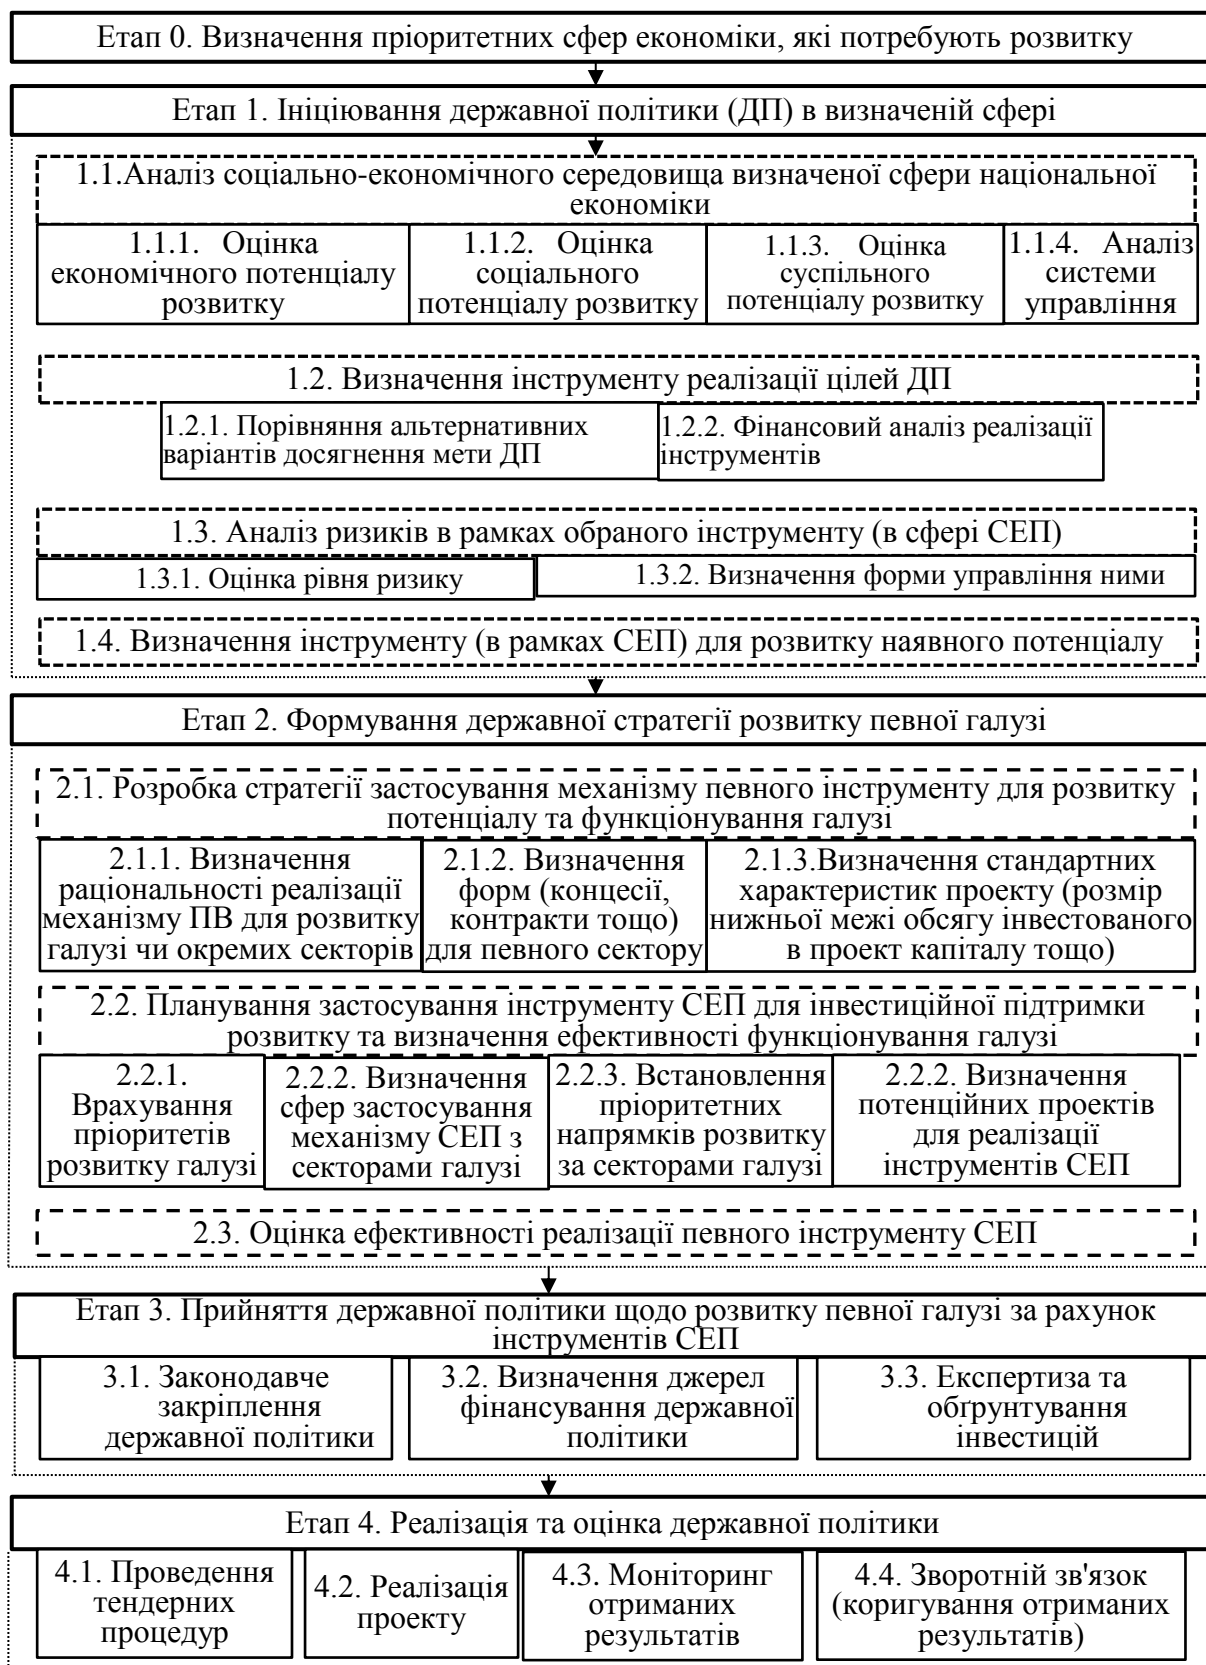 Етап 0. Визначення пріоритетних сфер економіки, які потребують розвитку
Етап 1. Ініціювання державної політики (ДП) в визначеній сфері
1.1.Аналіз соціально-економічного середовища визначеної сфери національної
економіки
1.1.1. Оцінка
економічного потенціалу
розвитку
1.1.2. Оцінка
соціального
потенціалу розвитку
1.1.3. Оцінка
суспільного
потенціалу розвитку
1.1.4. Аналіз
системи
управління
1.2. Визначення інструменту реалізації цілей ДП
1.2.1. Порівняння альтернативних
варіантів досягнення мети ДП
1.2.2. Фінансовий аналіз реалізації
інструментів
1.3. Аналіз ризиків в рамках обраного інструменту (в сфері СЕП)
1.3.1. Оцінка рівня ризику
1.3.2. Визначення форми управління ними
1.4. Визначення інструменту (в рамках СЕП) для розвитку наявного потенціалу
Етап 2. Формування державної стратегії розвитку певної галузі
2.1. Розробка стратегії застосування механізму певного інструменту для розвитку
потенціалу та функціонування галузі
2.1.1. Визначення
раціональності реалізації
механізму ПВ для розвитку
галузі чи окремих секторів
2.1.2. Визначення
форм (концесії,
контракти тощо)
для певного сектору
2.1.3.Визначення стандартних
характеристик проекту (розмір
нижньої межі обсягу інвестованого
в проект капіталу тощо)
2.2. Планування застосування інструменту СЕП для інвестиційної підтримки
розвитку та визначення ефективності функціонування галузі
2.2.1.
Врахування
пріоритетів
розвитку галузі
2.2.2. Визначення
сфер застосування
механізму СЕП з
секторами галузі
2.2.3. Встановлення
пріоритетних
напрямків розвитку
за секторами галузі
2.2.2. Визначення
потенційних проектів
для реалізації
інструментів СЕП
2.3. Оцінка ефективності реалізації певного інструменту СЕП
Етап 3. Прийняття державної політики щодо розвитку певної галузі за рахунок
інструментів СЕП
3.1. Законодавче
закріплення
державної політики
3.2. Визначення джерел
фінансування державної
політики
3.3. Експертиза та
обґрунтування
інвестицій
Етап 4. Реалізація та оцінка державної політики
4.1. Проведення
тендерних
процедур
4.2. Реалізація
проекту
4.3. Моніторинг
отриманих
результатів
4.4. Зворотній зв'язок
(коригування отриманих
результатів)